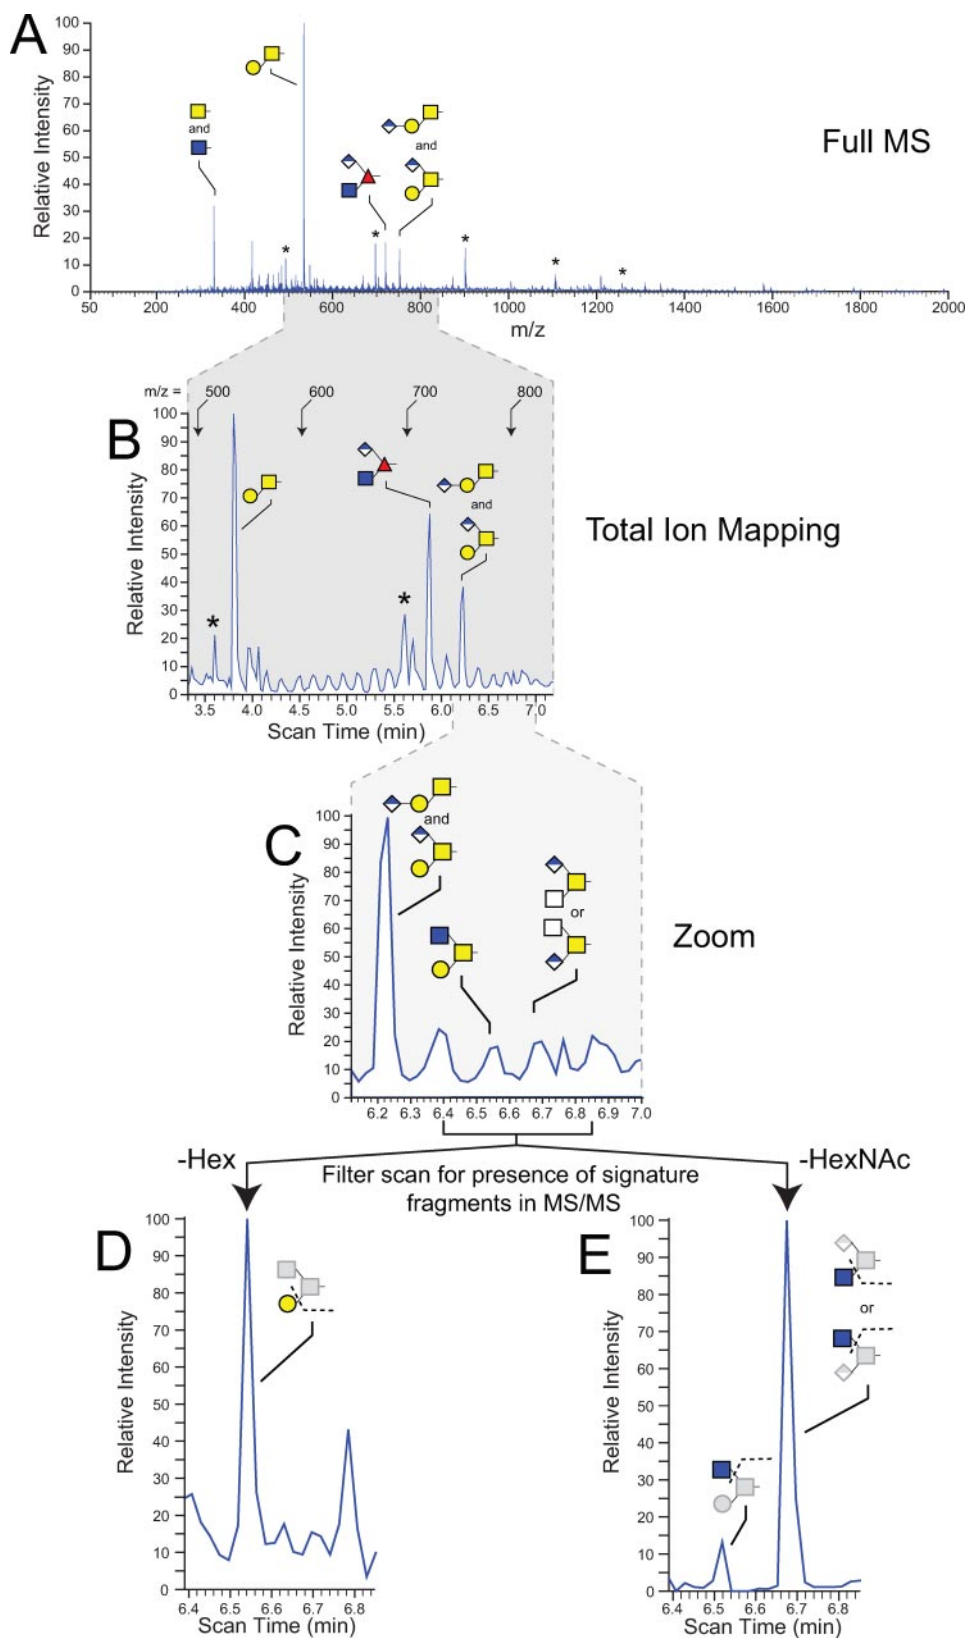 A
Full MS
Relative Intensity
100
90
80
70
60
50
40
30
20
10
0
and
and
* * * * *
50 200 400 600 800 1000 1200 1400 1600 1800 2000
m/z
B
Total Ion Mapping
m/z = 500 600 700 800
Relative Intensity
100
90
80
70
60
50
40
30
20
10
0
and
* *
3.5 4.0 4.5 5.0 5.5 6.0 6.5 7.0
Scan Time (min)
C
Zoom
Relative Intensity
100
90
80
70
60
50
40
30
20
10
0
and
or
6.2 6.3 6.4 6.5 6.6 6.7 6.8 6.9 7.0
-Hex
-HexNAc
Filter scan for presence of signature
fragments in MS/MS
D
Relative Intensity
100
90
80
70
60
50
40
30
20
10
0
6.4 6.5 6.6 6.7 6.8
Scan Time (min)
E
Relative Intensity
100
90
80
70
60
50
40
30
20
10
0
or
6.4 6.5 6.6 6.7 6.8
Scan Time (min)